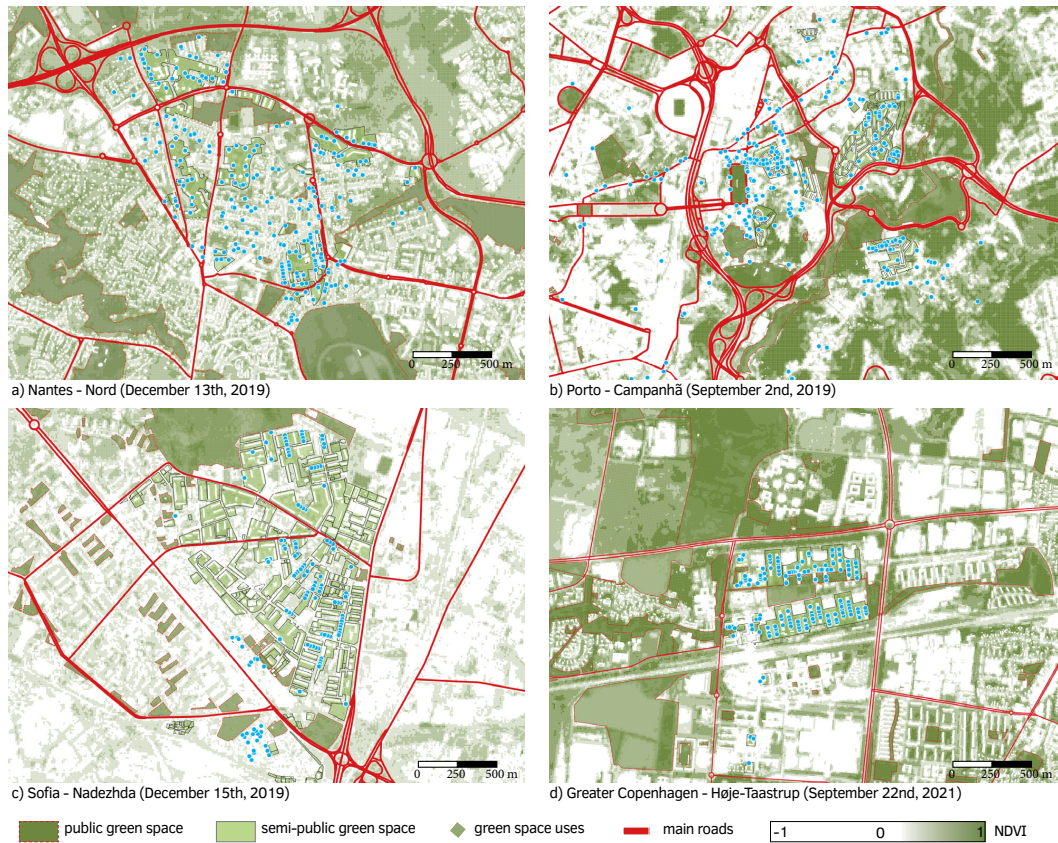 0 250 500 m
0 250 500 m
a) Nantes - Nord (December 13th, 2019)
b) Porto - Campanhã (September 2nd, 2019)
0 250 500 m
0 250 500 m
c) Sofia - Nadezhda (December 15th, 2019)
d) Greater Copenhagen - Høje-Taastrup (September 22nd, 2021)
public green space semi-public green space green space uses main roads -1 0 1 NDVI